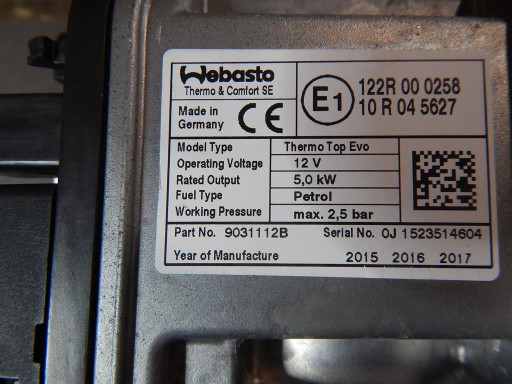 Webasto
Thermo & Comfort SE
Made in
Germany
CE
E1
122R 00 0258
10 R 04 5627
Model Type Thermo Top Evo
Operating Voltage 12 V
Rated Output 5,0 kW
Fuel Type Petrol
Working Pressure max. 2,5 bar
Part No. 9031112B Serial No. OJ 1523514604
Year of Manufacture 2015 2016 2017